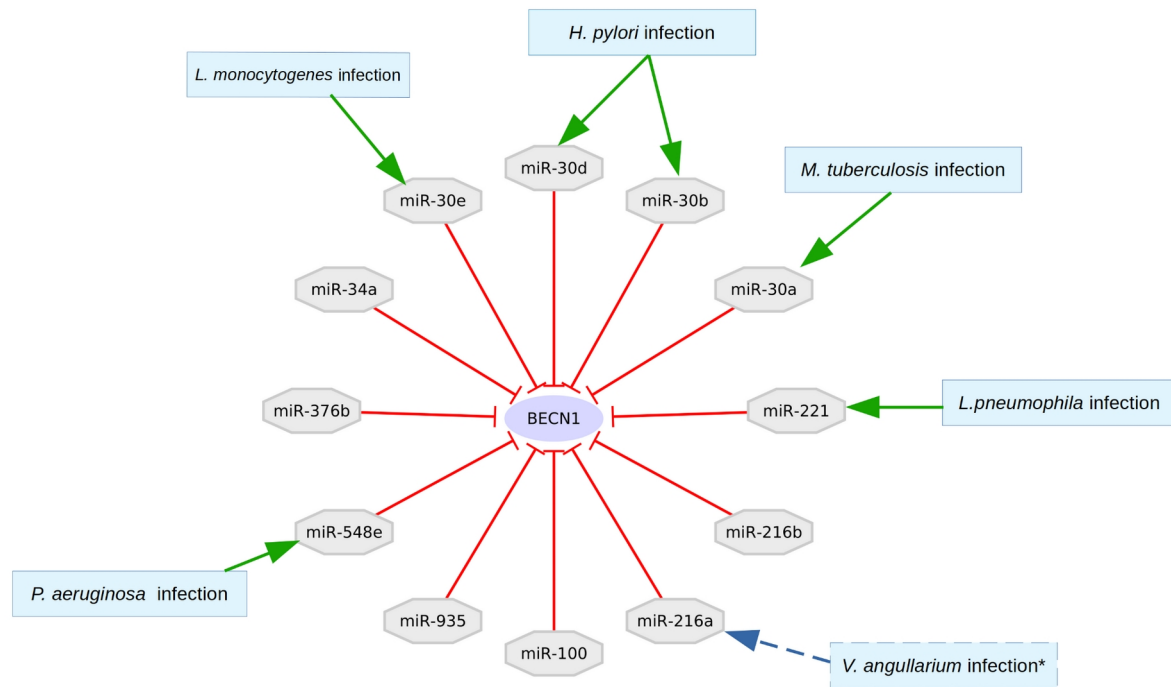 H. pylori infection
L. monocytogenes infection
miR-30d
M. tuberculosis infection
miR-30e
miR-30b
miR-34a
miR-30a
miR-376b
BECN1
miR-221
L.pneumophila infection
miR-548e
miR-216b
P. aeruginosa infection
miR-935
miR-216a
miR-100
V. angullarium infection*